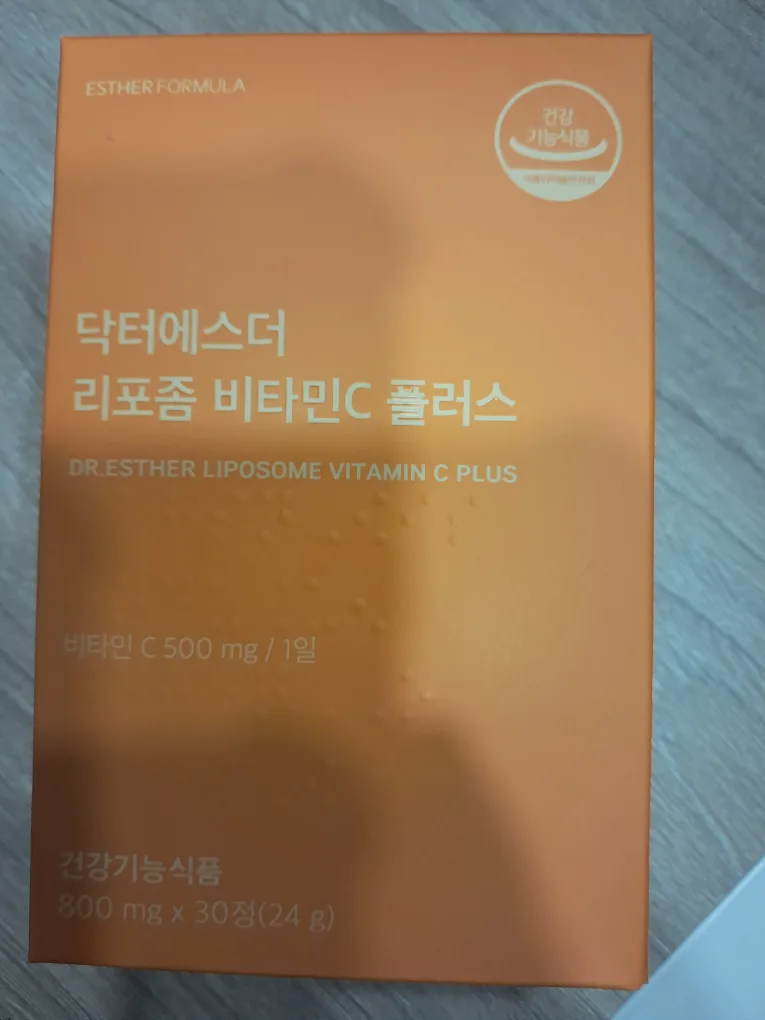 ESTHER FORMULA
건강
기능식품
닥터에스더
리포좀 비타민C 플러스
DR.ESTHER LIPOSOME VITAMIN C PLUS
비타민 C 500 mg / 1일
건강기능식품
800 mg x 30정(24 g)